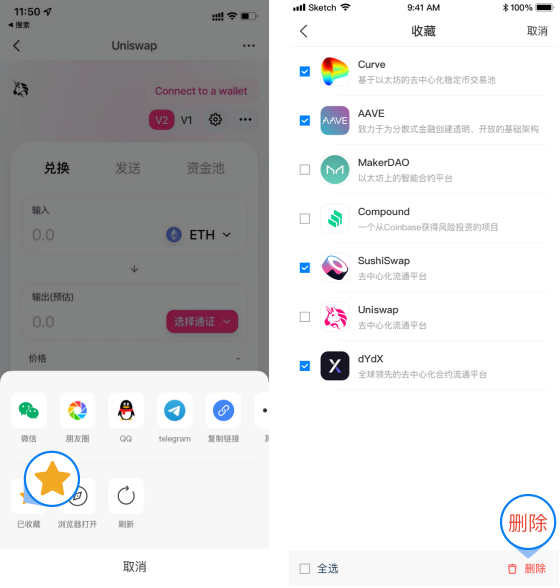 11:50
◂ 搜索
Uniswap
Connect to a wallet
V2 V1
兑换 发送 资金池
输入
0.0 ETH
输出(预估)
0.0 选择通证
价格 -
微信 朋友圈 QQ telegram 复制链接
已收藏 浏览器打开 刷新
取消
Sketch 9:41 AM 100%
收藏 取消
Curve
基于以太坊的去中心化稳定币交易池
AAVE
AAVE
致力于为分散式金融创建透明、开放的基础架构
MakerDAO
以太坊上的智能合约平台
Compound
一个从Coinbase获得风险投资的项目
SushiSwap
去中心化流通平台
Uniswap
去中心化流通平台
dYdX
全球领先的去中心化合约流通平台
删除
全选 删除